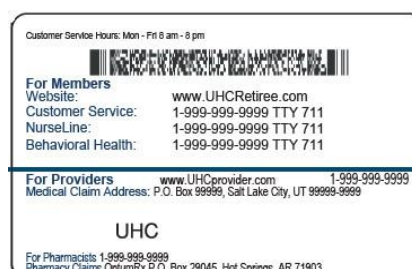 Customer Service Hours: Mon - Fri 8 am - 8 pm
For Members
Website: www.UHCRetiree.com
Customer Service: 1-999-999-9999 TTY 711
NurseLine: 1-999-999-9999 TTY 711
Behavioral Health: 1-999-999-9999 TTY 711
For Providers www.UHCprovider.com 1-999-999-9999
Medical Claim Address: P.O. Box 99999, Salt Lake City, UT 99999-9999
UHC
For Pharmacists 1-999-999-9999
Pharmacy Claims OptumRx P.O. Box 29045, Hot Springs, AR 71903